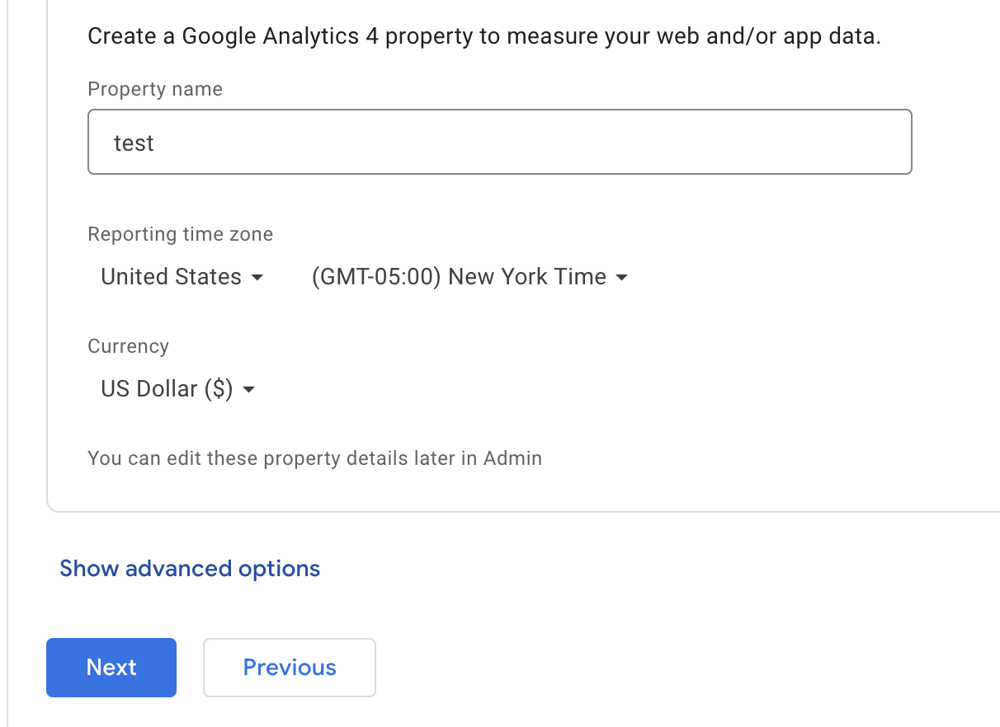 Create a Google Analytics 4 property to measure your web and/or app data.
Property name
test
Reporting time zone
United States (GMT-05:00) New York Time
Currency
US Dollar ($)
You can edit these property details later in Admin
Show advanced options
Next Previous